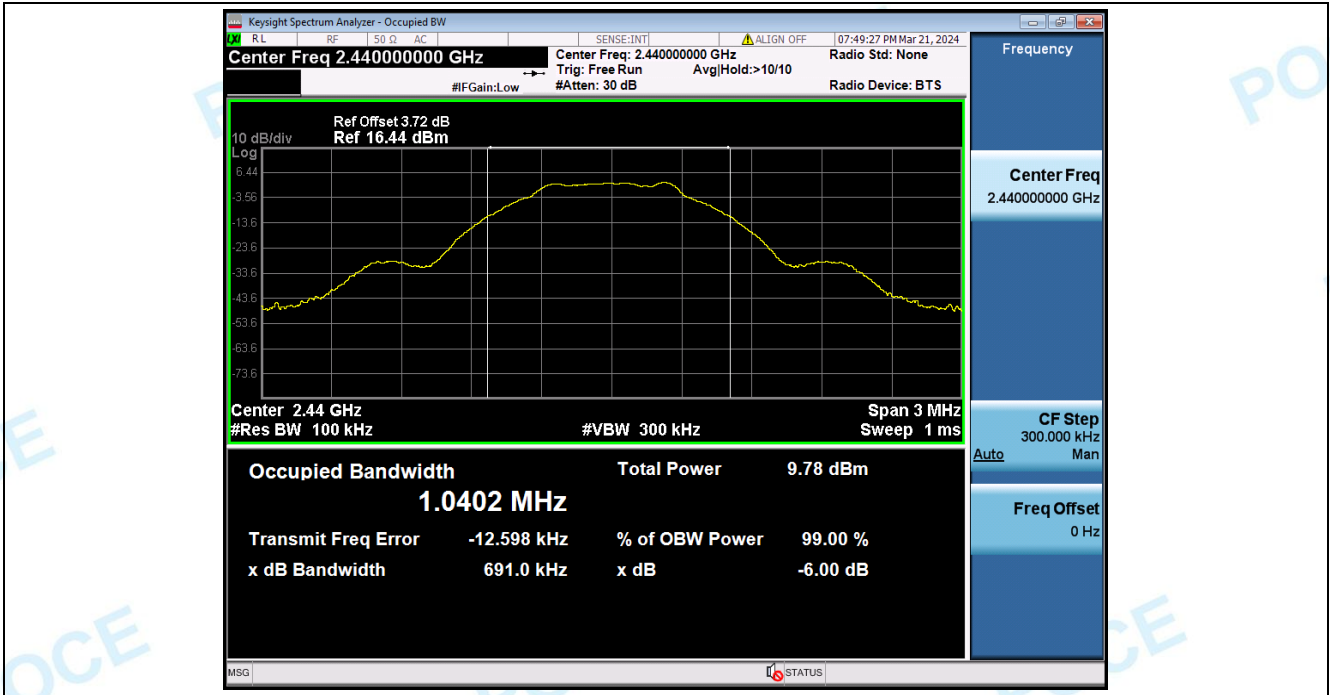 Keysight Spectrum Analyzer - Occupied BW
LXI RL RF 50 Ω AC SENSE:INT ALIGN OFF 07:49:27 PM Mar 21, 2024
Center Freq 2.440000000 GHz
Center Freq: 2.440000000 GHz Radio Std: None
Trig: Free Run Avg|Hold:>10/10
#IFGain:Low #Atten: 30 dB Radio Device: BTS
Ref Offset 3.72 dB
10 dB/div Ref 16.44 dBm
Log
6.44
-3.56
-13.6
-23.6
-33.6
-43.6
-53.6
-63.6
-73.6
Center 2.44 GHz Span 3 MHz
#Res BW 100 kHz #VBW 300 kHz Sweep 1 ms
Occupied Bandwidth Total Power 9.78 dBm
1.0402 MHz
Transmit Freq Error -12.598 kHz % of OBW Power 99.00 %
x dB Bandwidth 691.0 kHz x dB -6.00 dB
MSG STATUS
Frequency
Center Freq
2.440000000 GHz
CF Step
300.000 kHz
Auto Man
Freq Offset
0 Hz
PO
E
OCE
CE